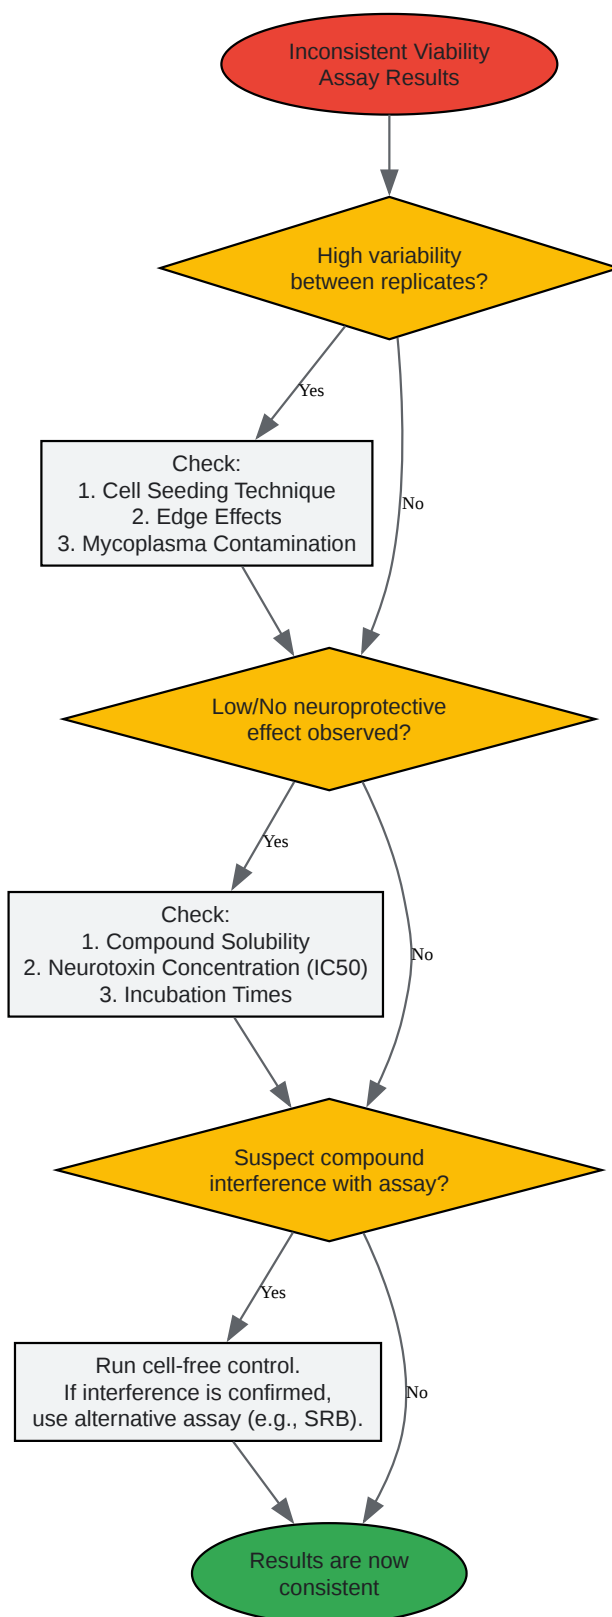 Inconsistent Viability
Assay Results
High variability
between replicates?
Yes
No
Check:
1. Cell Seeding Technique
2. Edge Effects
3. Mycoplasma Contamination
Low/No neuroprotective
effect observed?
Yes
No
Check:
1. Compound Solubility
2. Neurotoxin Concentration (IC50)
3. Incubation Times
Suspect compound
interference with assay?
Yes
No
Run cell-free control.
If interference is confirmed,
use alternative assay (e.g., SRB).
Results are now
consistent